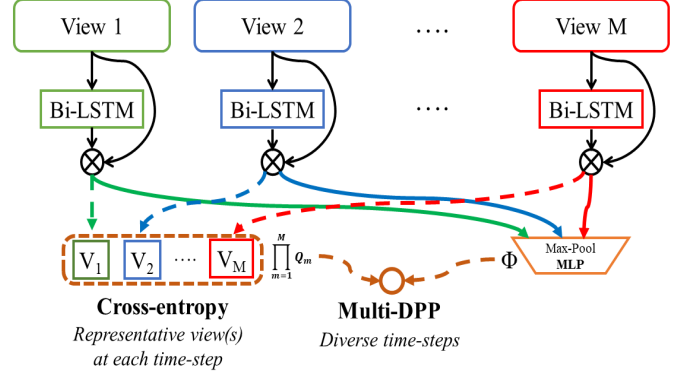 View 1 View 2 .... View M
Bi-LSTM Bi-LSTM .... Bi-LSTM
V1 V2 .... VM
M
∏ Qm
m=1
Φ
Max-Pool
MLP
Cross-entropy
Representative view(s)
at each time-step
Multi-DPP
Diverse time-steps